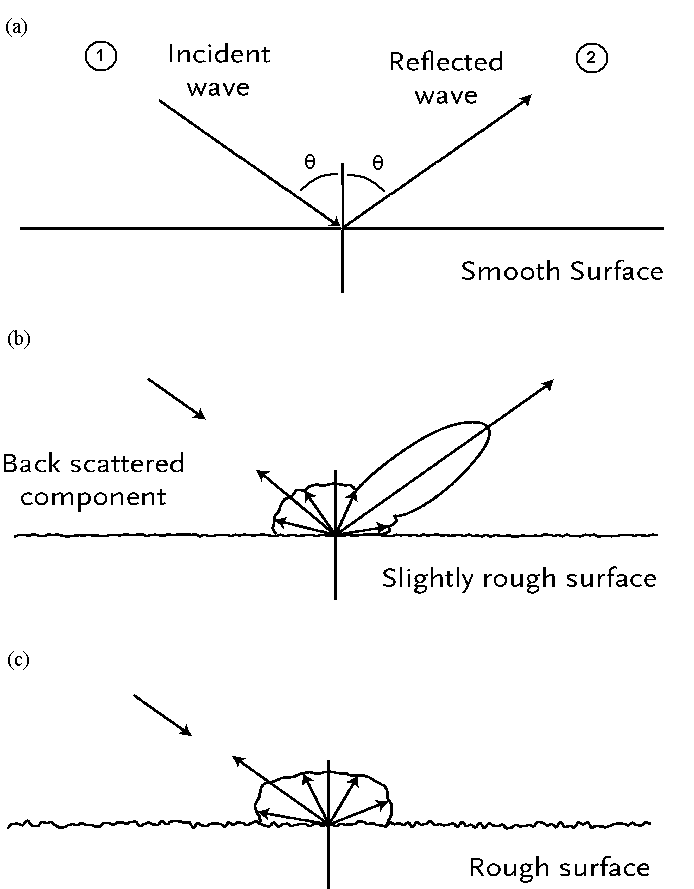 (a)
1
Incident
wave
Reflected
wave
2
θ
θ
Smooth Surface
(b)
Back scattered
component
Slightly rough surface
(c)
Rough surface